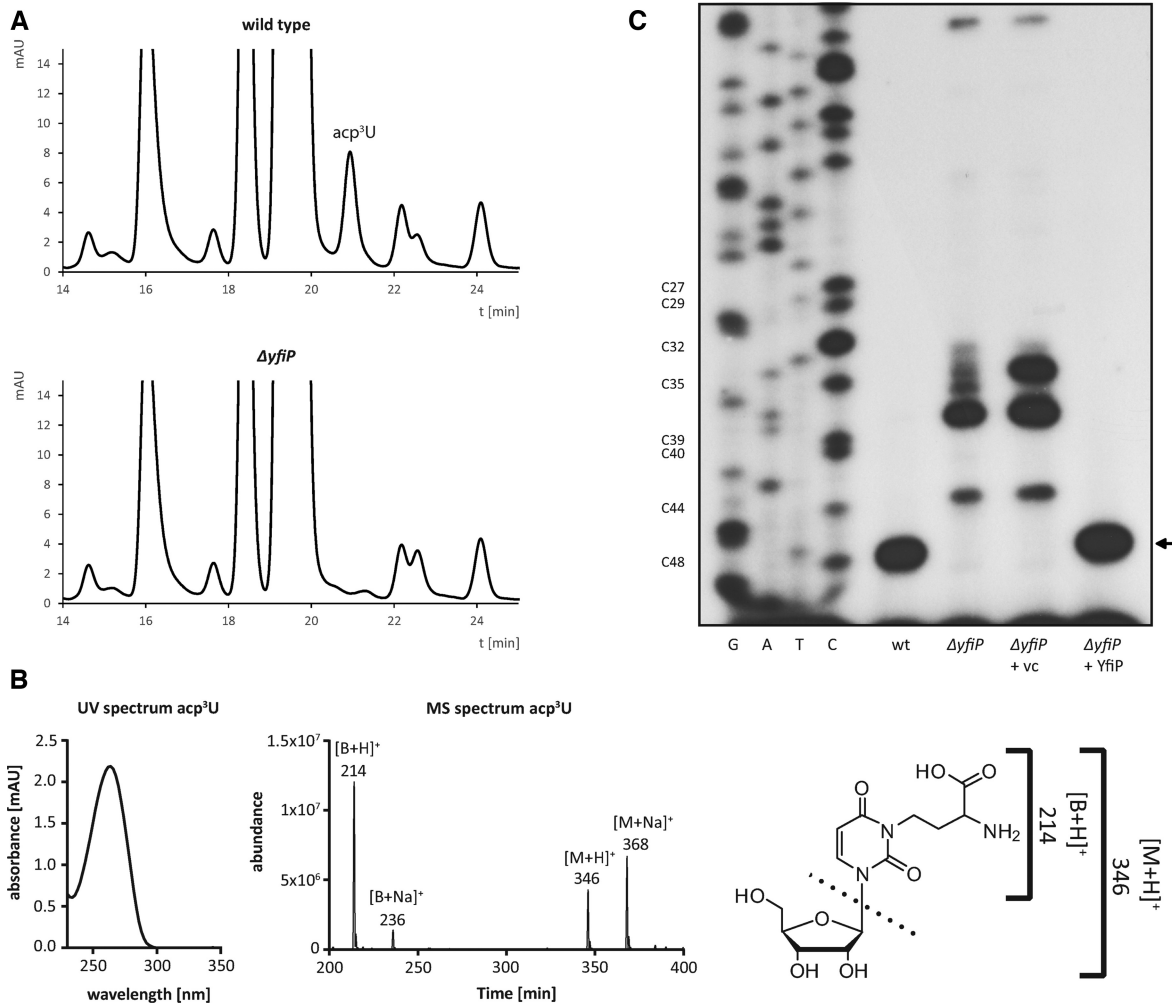 A
wild type
mAU
14
12
10
8
6
4
2
0
acp³U
14 16 18 20 22 24
t [min]
ΔyfiP
mAU
14
12
10
8
6
4
2
0
14 16 18 20 22 24
t [min]
B
UV spectrum acp³U
absorbance [mAU]
2.5
2.0
1.5
1.0
0.5
0.0
250 300 350
wavelength [nm]
MS spectrum acp³U
abundance
1.5x10⁷
1x10⁷
5x10⁶
0
[B+H]⁺
214
[B+Na]⁺
236
[M+H]⁺
346
[M+Na]⁺
368
200 250 300 350 400
Time [min]
HO
O
O
N
NH₂
N
O
HO
O
OH OH
[B+H]⁺
214
[M+H]⁺
346
C
C27
C29
C32
C35
C39
C40
C44
C48
G A T C wt ΔyfiP ΔyfiP ΔyfiP
+ vc + YfiP